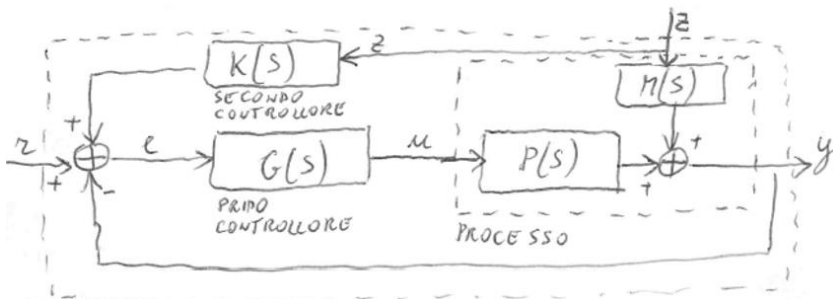 z
z
K(s)
M(s)
SECONDO
CONTROLLORE
+
+
r
+
e
G(s)
u
P(s)
+
y
-
PRIMO
CONTROLLORE
PROCESSO